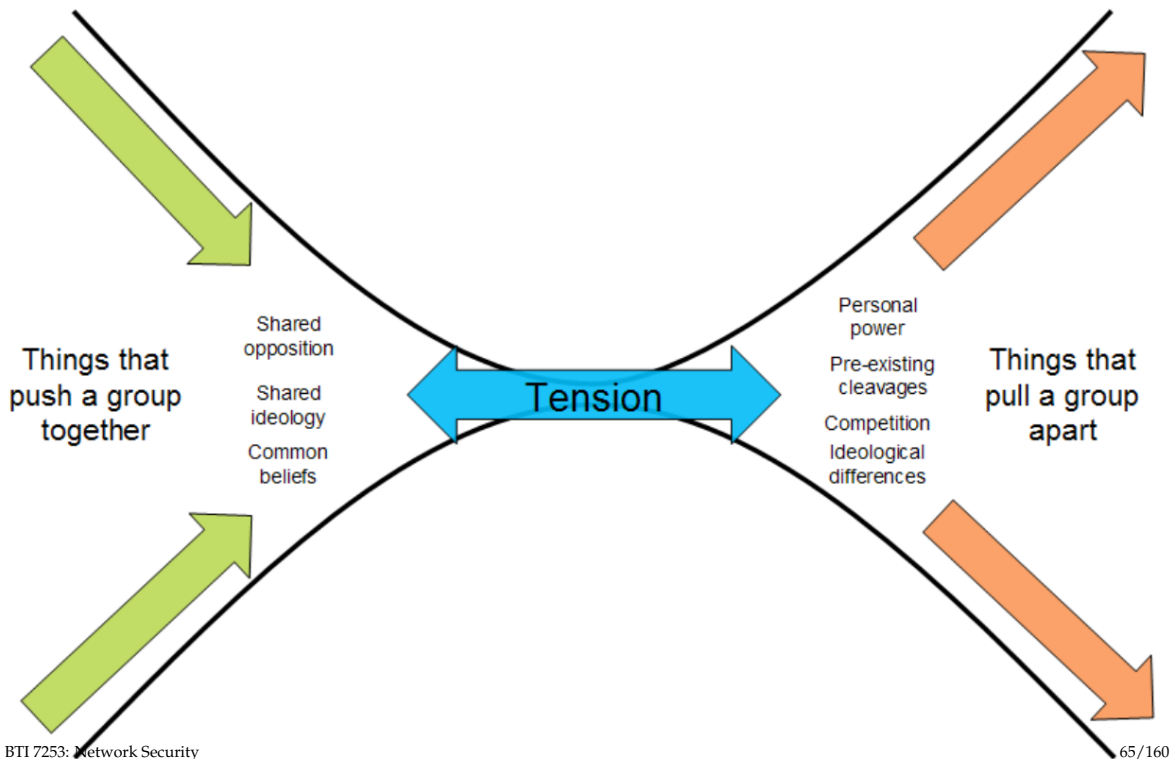 Things that
push a group
together
Shared
opposition
Shared
ideology
Common
beliefs
Tension
Personal
power
Pre-existing
cleavages
Competition
Ideological
differences
Things that
pull a group
apart
BTI 7253: Network Security
65/160